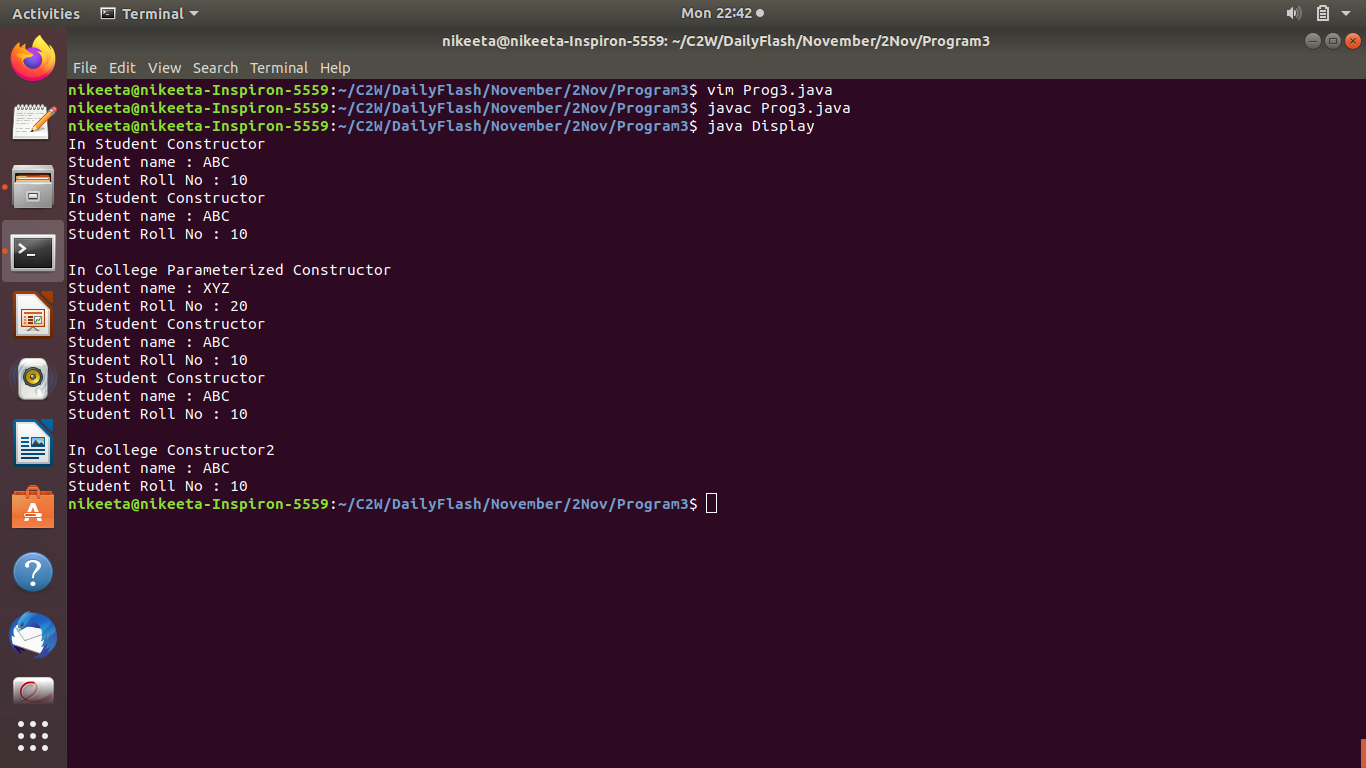 Activities Terminal Mon 22:42
nikeeta@nikeeta-Inspiron-5559: ~/C2W/DailyFlash/November/2Nov/Program3
File Edit View Search Terminal Help
nikeeta@nikeeta-Inspiron-5559:~/C2W/DailyFlash/November/2Nov/Program3$ vim Prog3.java
nikeeta@nikeeta-Inspiron-5559:~/C2W/DailyFlash/November/2Nov/Program3$ javac Prog3.java
nikeeta@nikeeta-Inspiron-5559:~/C2W/DailyFlash/November/2Nov/Program3$ java Display
In Student Constructor
Student name : ABC
Student Roll No : 10
In Student Constructor
Student name : ABC
Student Roll No : 10
In College Parameterized Constructor
Student name : XYZ
Student Roll No : 20
In Student Constructor
Student name : ABC
Student Roll No : 10
In Student Constructor
Student name : ABC
Student Roll No : 10
In College Constructor2
Student name : ABC
Student Roll No : 10
nikeeta@nikeeta-Inspiron-5559:~/C2W/DailyFlash/November/2Nov/Program3$